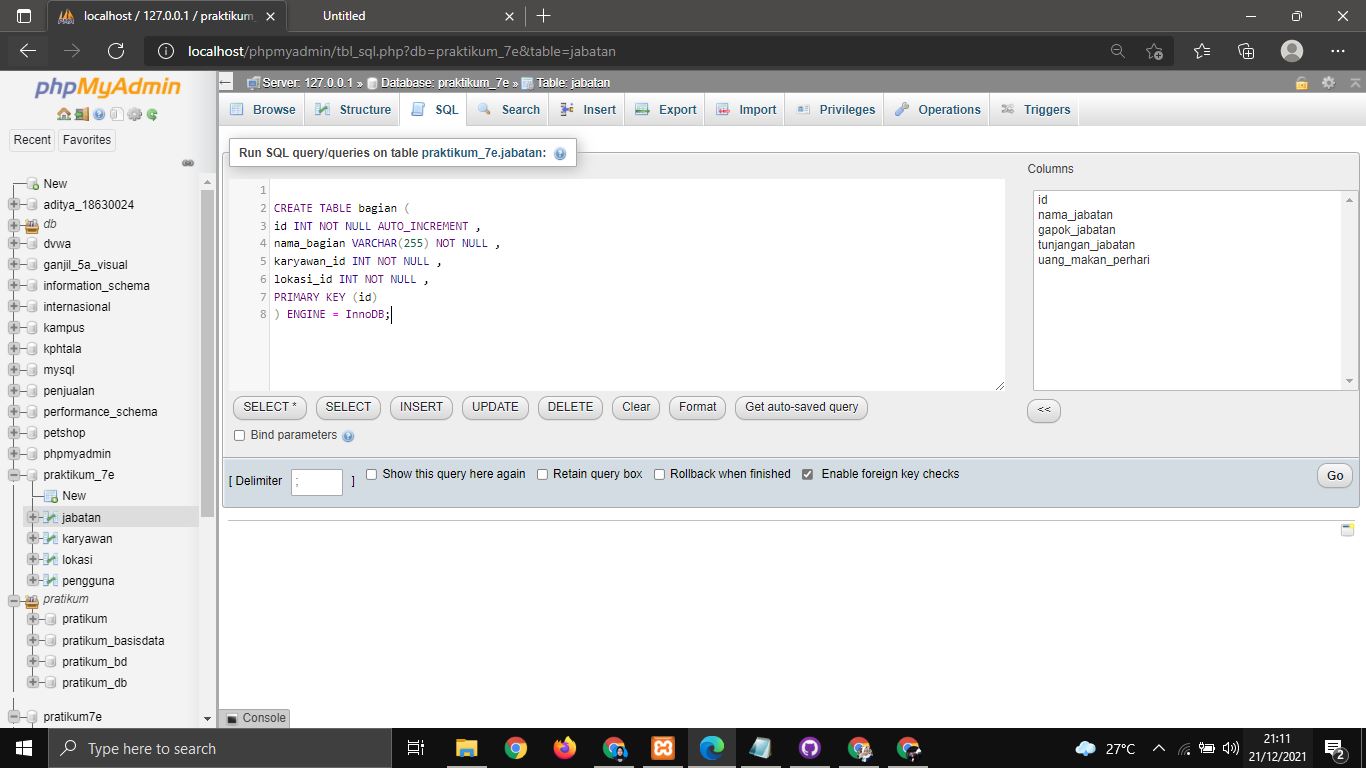 localhost / 127.0.0.1 / praktikum_
Untitled
localhost/phpmyadmin/tbl_sql.php?db=praktikum_7e&table=jabatan
phpMyAdmin
Recent Favorites
New
aditya_18630024
db
dvwa
ganjil_5a_visual
information_schema
internasional
kampus
kphtala
mysql
penjualan
performance_schema
petshop
phpmyadmin
praktikum_7e
New
jabatan
karyawan
lokasi
pengguna
pratikum
pratikum
pratikum_basisdata
pratikum_bd
pratikum_db
pratikum7e
Server: 127.0.0.1 » Database: praktikum_7e » Table: jabatan
Browse Structure SQL Search Insert Export Import Privileges Operations Triggers
Run SQL query/queries on table praktikum_7e.jabatan:
1
2 CREATE TABLE bagian (
3 id INT NOT NULL AUTO_INCREMENT ,
4 nama_bagian VARCHAR(255) NOT NULL ,
5 karyawan_id INT NOT NULL ,
6 lokasi_id INT NOT NULL ,
7 PRIMARY KEY (id)
8 ) ENGINE = InnoDB;
Columns
id
nama_jabatan
gapok_jabatan
tunjangan_jabatan
uang_makan_perhari
SELECT * SELECT INSERT UPDATE DELETE Clear Format Get auto-saved query
<<
Bind parameters
[ Delimiter ; ] Show this query here again Retain query box Rollback when finished Enable foreign key checks
Go
Console
Type here to search
27°C
21:11
21/12/2021
2